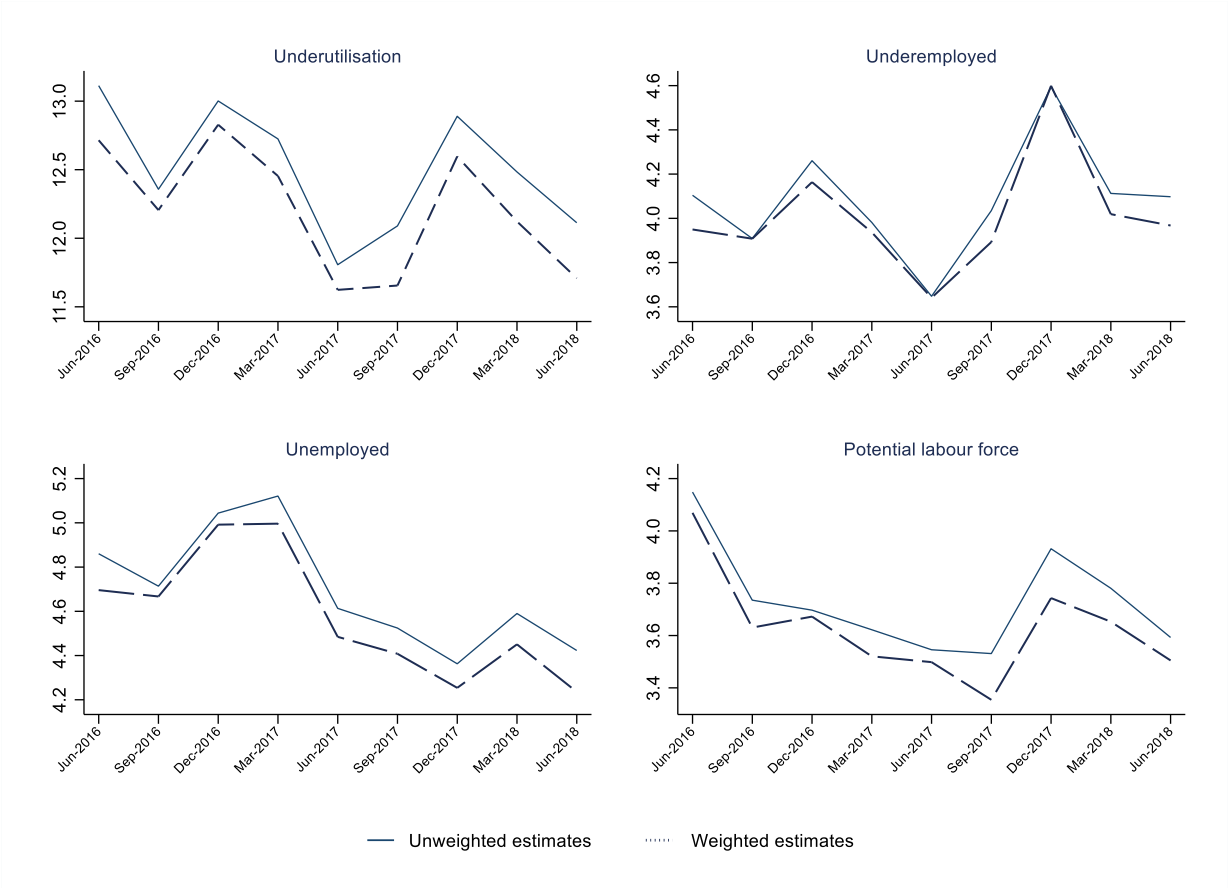 Underutilisation
13.0
12.5
12.0
11.5
Jun-2016 Sep-2016 Dec-2016 Mar-2017 Jun-2017 Sep-2017 Dec-2017 Mar-2018 Jun-2018
Underemployed
4.6
4.4
4.2
4.0
3.8
3.6
Jun-2016 Sep-2016 Dec-2016 Mar-2017 Jun-2017 Sep-2017 Dec-2017 Mar-2018 Jun-2018
Unemployed
5.2
5.0
4.8
4.6
4.4
4.2
Jun-2016 Sep-2016 Dec-2016 Mar-2017 Jun-2017 Sep-2017 Dec-2017 Mar-2018 Jun-2018
Potential labour force
4.2
4.0
3.8
3.6
3.4
Jun-2016 Sep-2016 Dec-2016 Mar-2017 Jun-2017 Sep-2017 Dec-2017 Mar-2018 Jun-2018
Unweighted estimates Weighted estimates